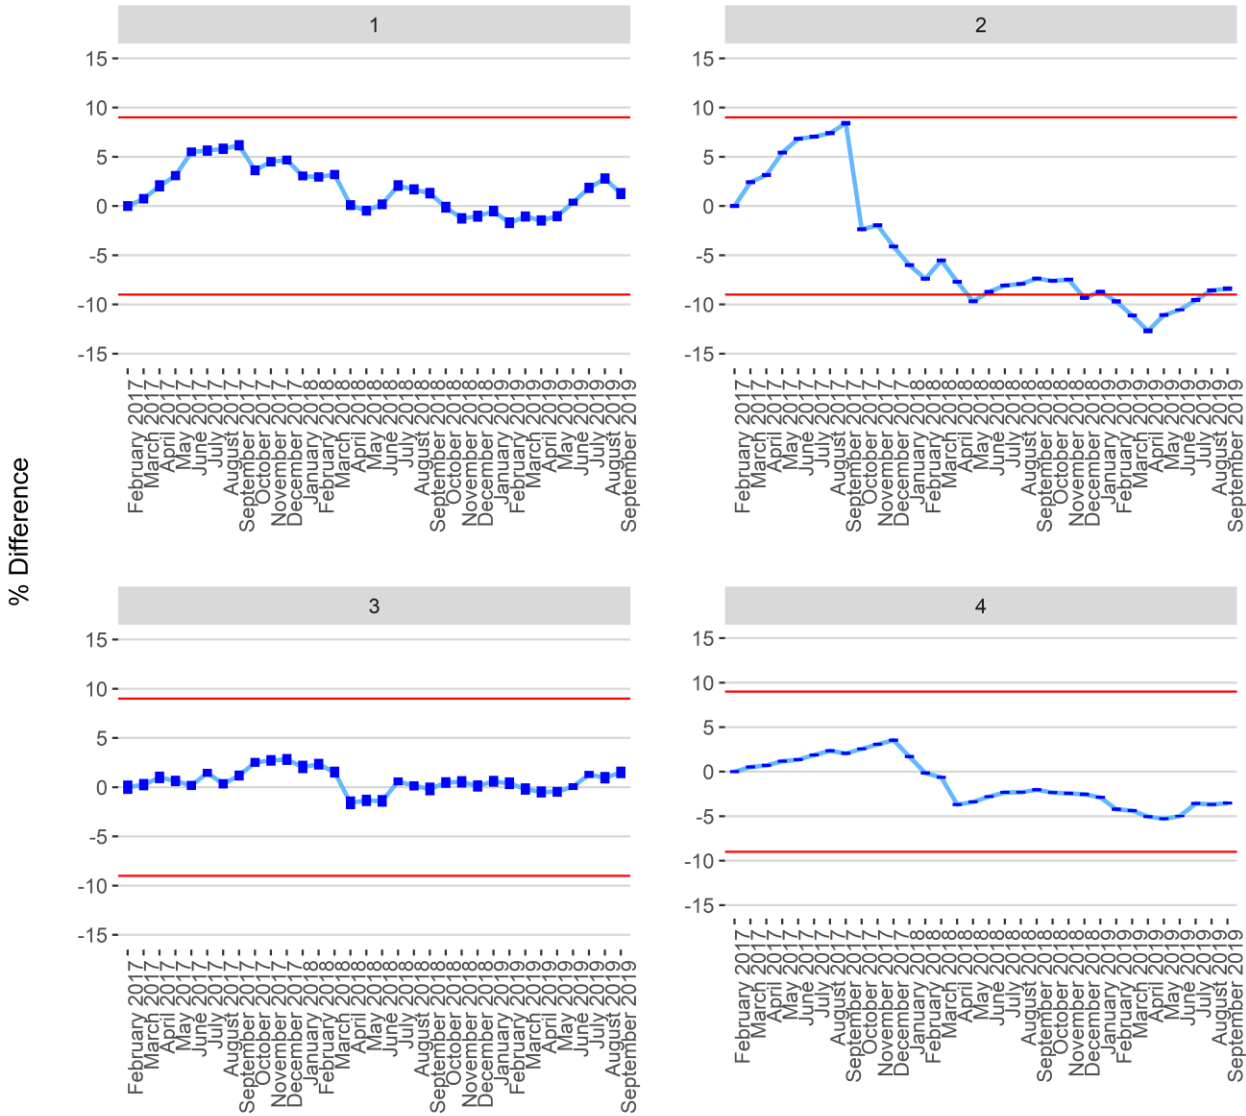 % Difference
1
15
10
5
0
-5
-10
-15
February 2017
March 2017
April 2017
May 2017
June 2017
July 2017
August 2017
September 2017
October 2017
November 2017
December 2017
January 2018
February 2018
March 2018
April 2018
May 2018
June 2018
July 2018
August 2018
September 2018
October 2018
November 2018
December 2018
January 2019
February 2019
March 2019
April 2019
May 2019
June 2019
July 2019
August 2019
September 2019
2
15
10
5
0
-5
-10
-15
February 2017
March 2017
April 2017
May 2017
June 2017
July 2017
August 2017
September 2017
October 2017
November 2017
December 2017
January 2018
February 2018
March 2018
April 2018
May 2018
June 2018
July 2018
August 2018
September 2018
October 2018
November 2018
December 2018
January 2019
February 2019
March 2019
April 2019
May 2019
June 2019
July 2019
August 2019
September 2019
3
15
10
5
0
-5
-10
-15
February 2017
March 2017
April 2017
May 2017
June 2017
July 2017
August 2017
September 2017
October 2017
November 2017
December 2017
January 2018
February 2018
March 2018
April 2018
May 2018
June 2018
July 2018
August 2018
September 2018
October 2018
November 2018
December 2018
January 2019
February 2019
March 2019
April 2019
May 2019
June 2019
July 2019
August 2019
September 2019
4
15
10
5
0
-5
-10
-15
February 2017
March 2017
April 2017
May 2017
June 2017
July 2017
August 2017
September 2017
October 2017
November 2017
December 2017
January 2018
February 2018
March 2018
April 2018
May 2018
June 2018
July 2018
August 2018
September 2018
October 2018
November 2018
December 2018
January 2019
February 2019
March 2019
April 2019
May 2019
June 2019
July 2019
August 2019
September 2019